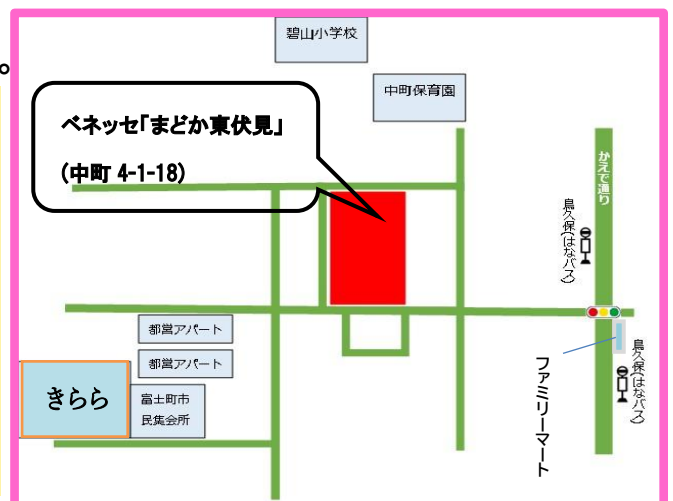 碧山小学校
中町保育園
。
ベネッセ「まどか東伏見」
(中町 4-1-18)
かえで通り
鳥久保(はなバス)
都営アパート
都営アパート
きらら
富士町市
民集会所
ファミリーマート
鳥久保(はなバス)